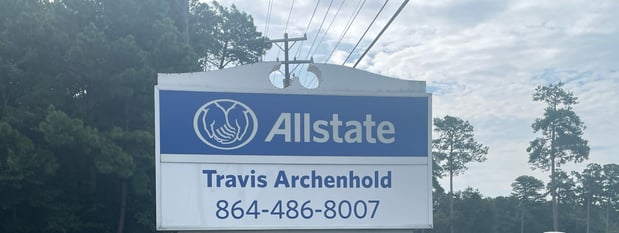 Allstate
Travis Archenhold
864-486-8007